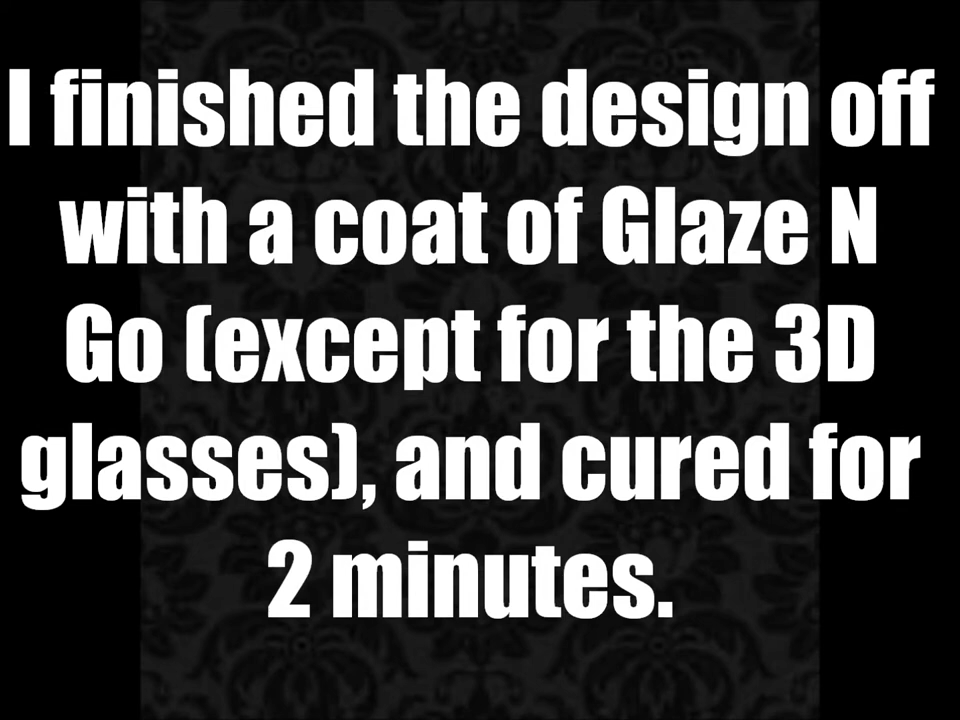 I finished the design off
with a coat of Glaze N
Go (except for the 3D
glasses), and cured for
2 minutes.